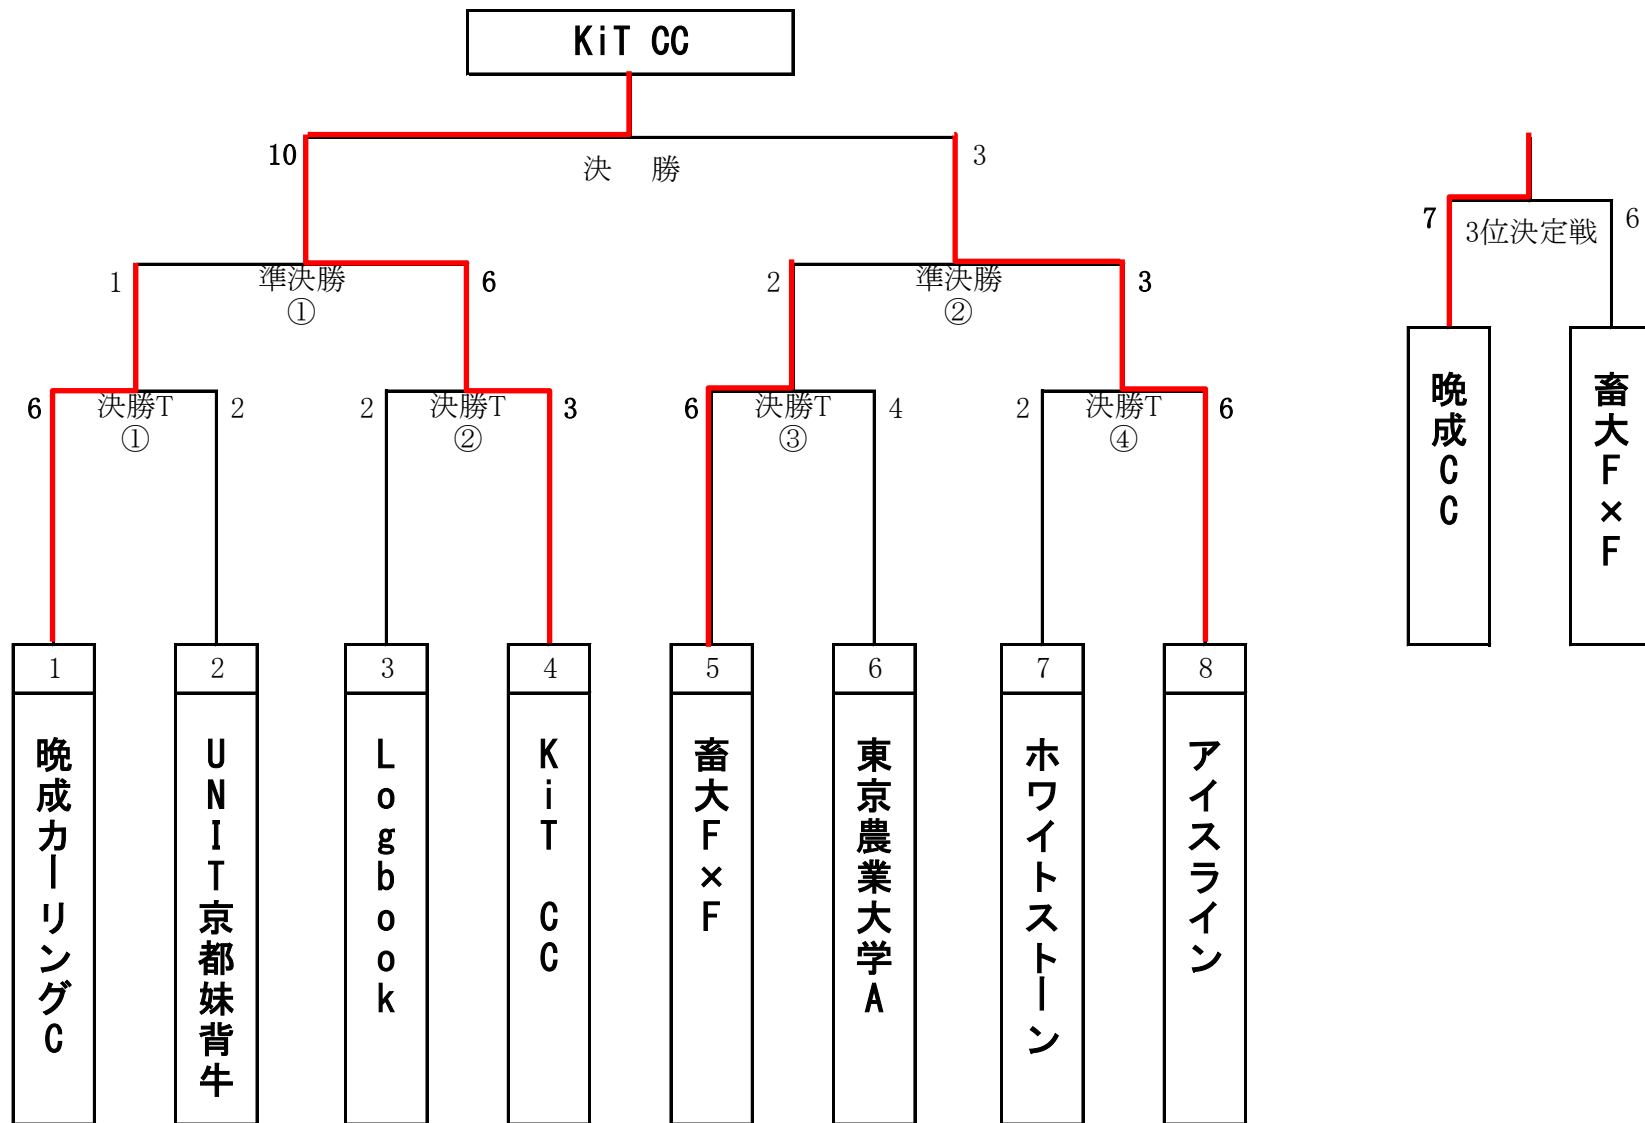 KiT CC
10
決 勝
3
7
3位決定戦
6
1
準決勝
①
6
2
準決勝
②
3
晩成CC
畜大F×F
6
決勝T
①
2
2
決勝T
②
3
6
決勝T
③
4
2
決勝T
④
6
1
2
3
4
5
6
7
8
晩成カーリングC
UNIT京都妹背牛
Logbook
KiT CC
畜大F×F
東京農業大学A
ホワイトストーン
アイスライン